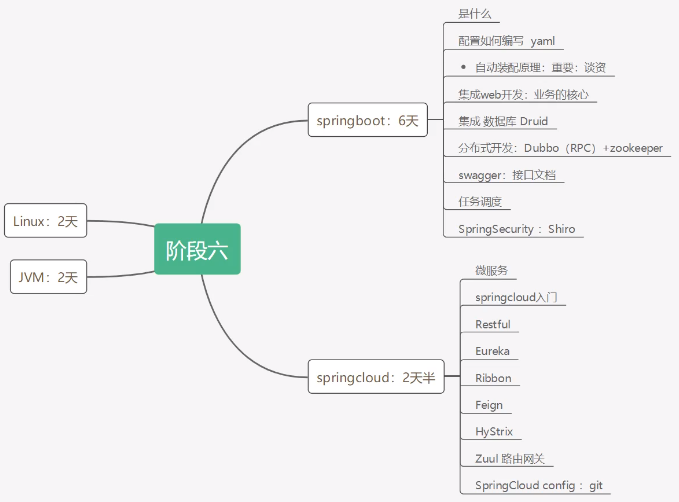 阶段六
Linux：2天
JVM：2天
springboot：6天
是什么
配置如何编写 yaml
• 自动装配原理：重要：谈资
集成web开发：业务的核心
集成 数据库 Druid
分布式开发：Dubbo（RPC）+zookeeper
swagger：接口文档
任务调度
SpringSecurity ：Shiro
springcloud：2天半
微服务
springcloud入门
Restful
Eureka
Ribbon
Feign
HyStrix
Zuul 路由网关
SpringCloud config ：git